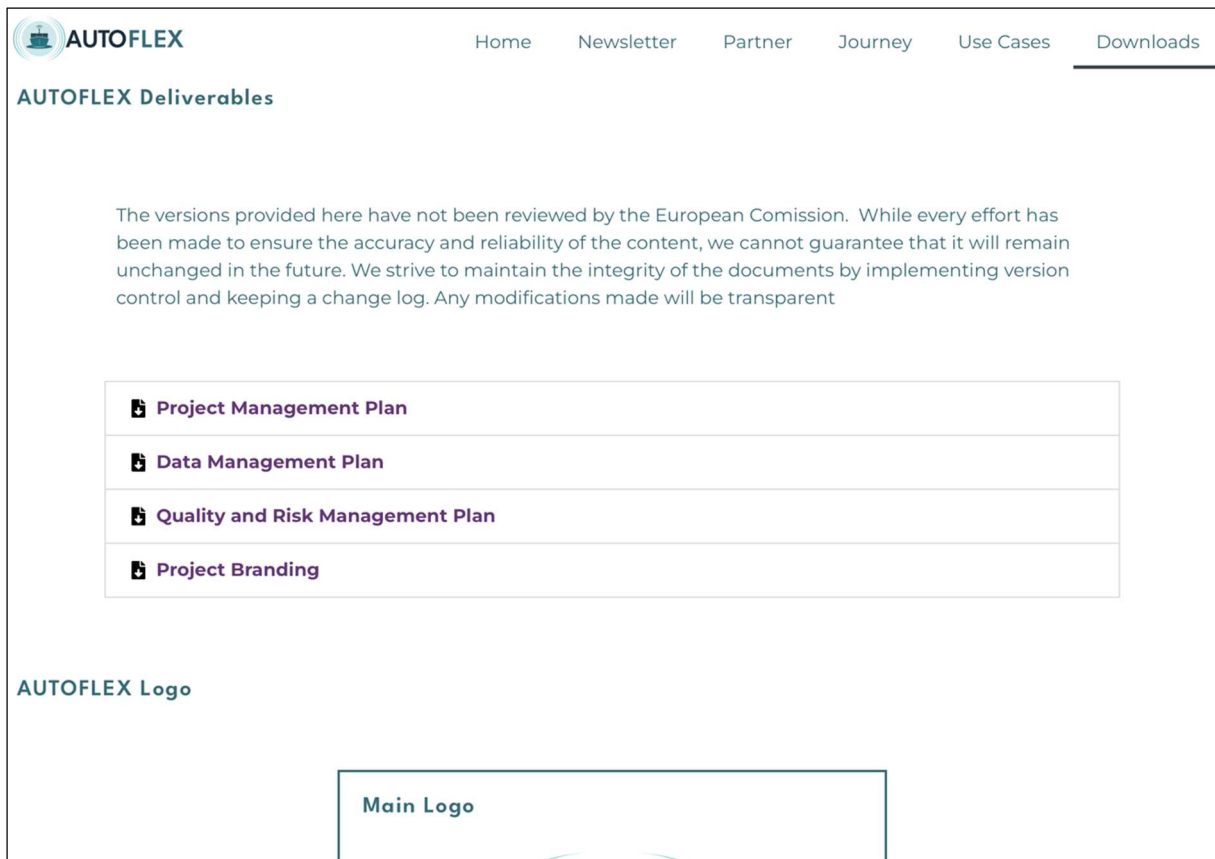 AUTOFLEX
Home Newsletter Partner Journey Use Cases Downloads
AUTOFLEX Deliverables
The versions provided here have not been reviewed by the European Comission.  While every effort has
been made to ensure the accuracy and reliability of the content, we cannot guarantee that it will remain
unchanged in the future. We strive to maintain the integrity of the documents by implementing version
control and keeping a change log. Any modifications made will be transparent
Project Management Plan
Data Management Plan
Quality and Risk Management Plan
Project Branding
AUTOFLEX Logo
Main Logo